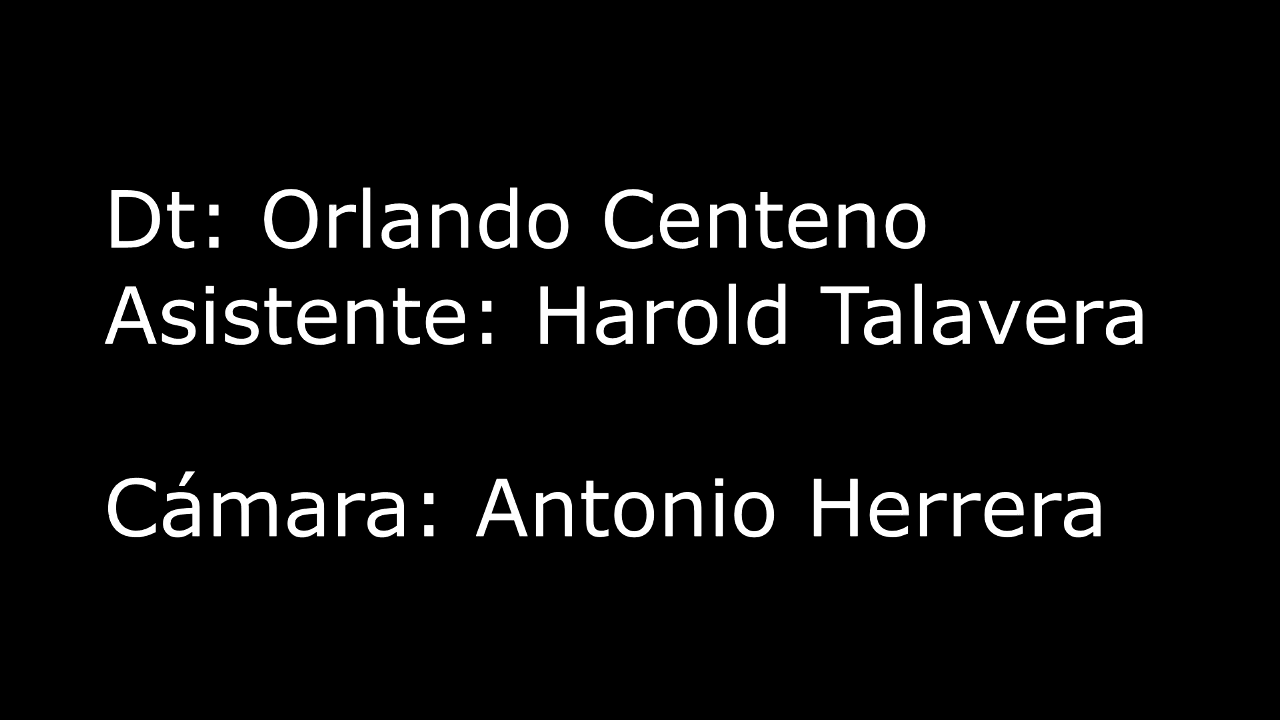 Dt: Orlando Centeno
Asistente: Harold Talavera
Cámara: Antonio Herrera